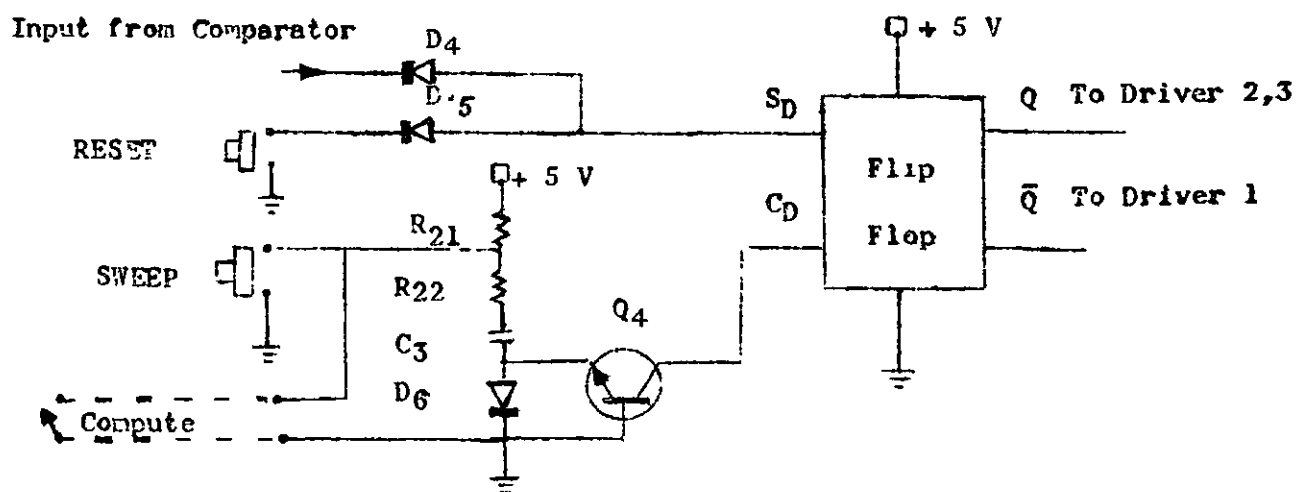 Input from Comparator
D4
+ 5 V
D.5
SD
Q To Driver 2,3
RESET
+ 5 V
Flip
R21
CD
Q̄ To Driver 1
Flop
SWEEP
R22
Q4
C3
D6
Compute